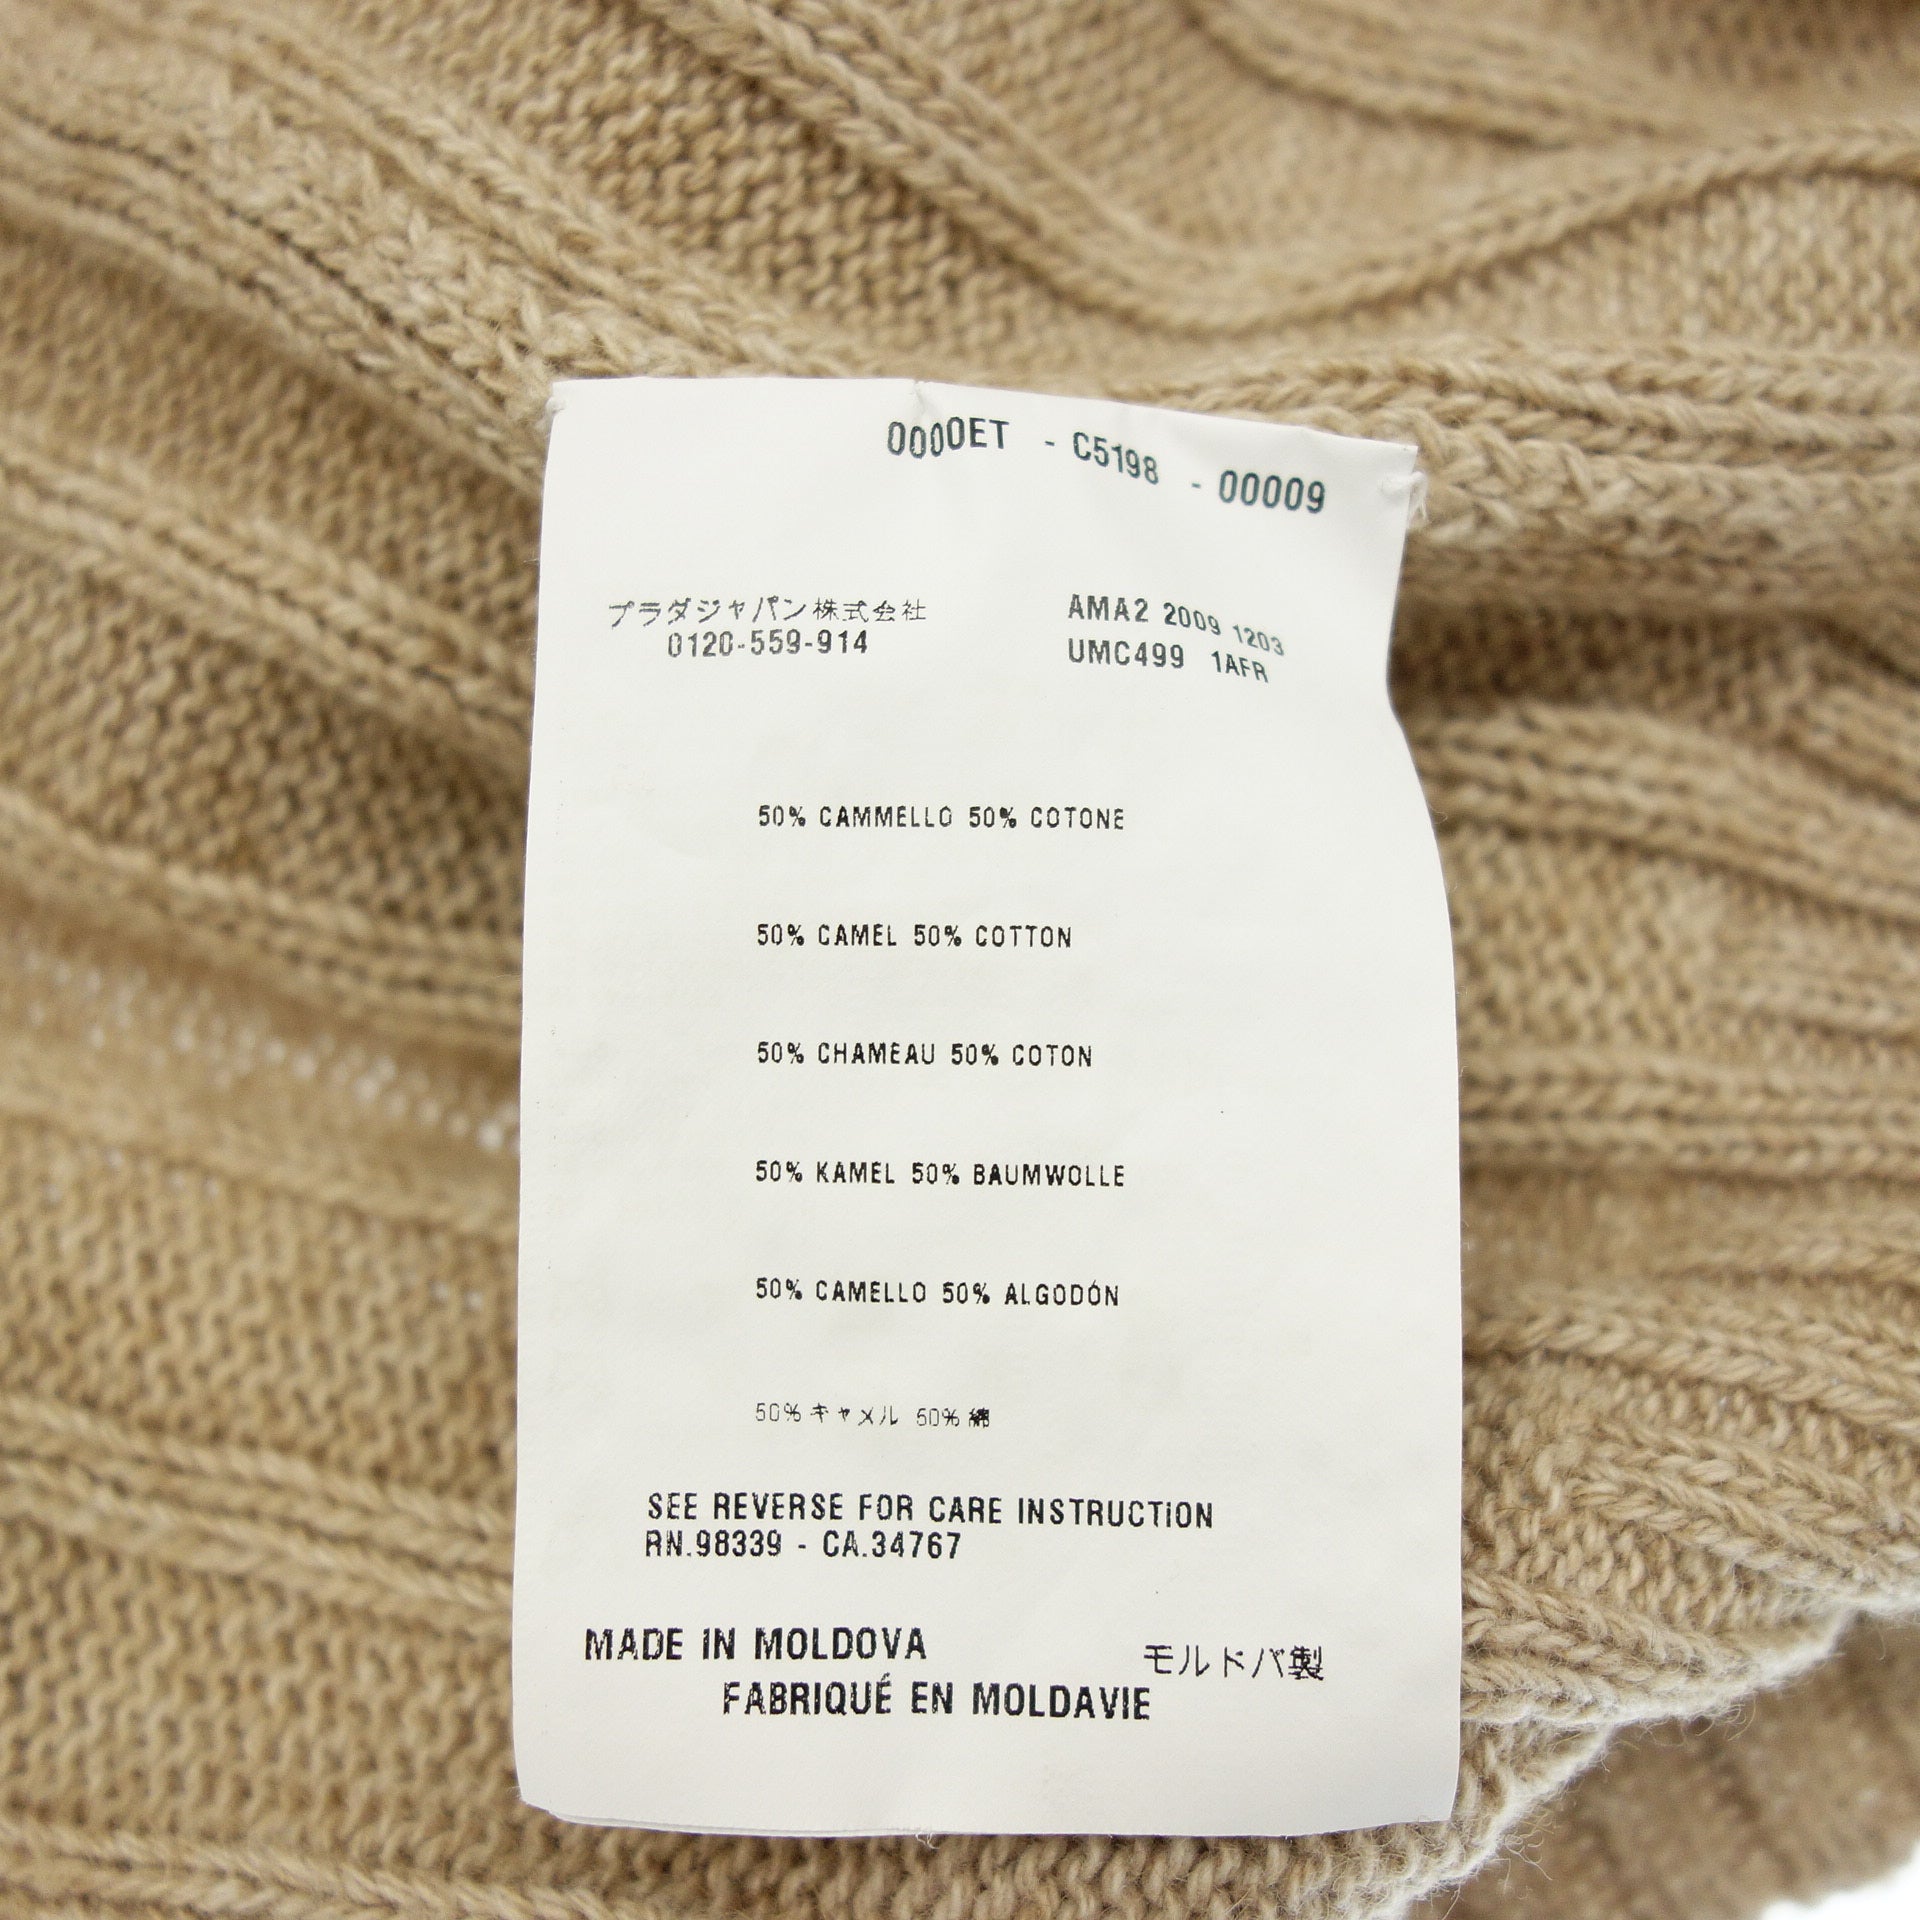 0000ET - C5198 - 00009
プラダジャパン株式会社
0120-559-914
AMA2 2009 1203
UMC499 1AFR
50% CAMMELLO 50% COTONE
50% CAMEL 50% COTTON
50% CHAMEAU 50% COTON
50% KAMEL 50% BAUMWOLLE
50% CAMELLO 50% ALGODÓN
50% キャメル 50% 綿
SEE REVERSE FOR CARE INSTRUCTION
RN.98339 - CA.34767
MADE IN MOLDOVA モルドバ製
FABRIQUÉ EN MOLDAVIE